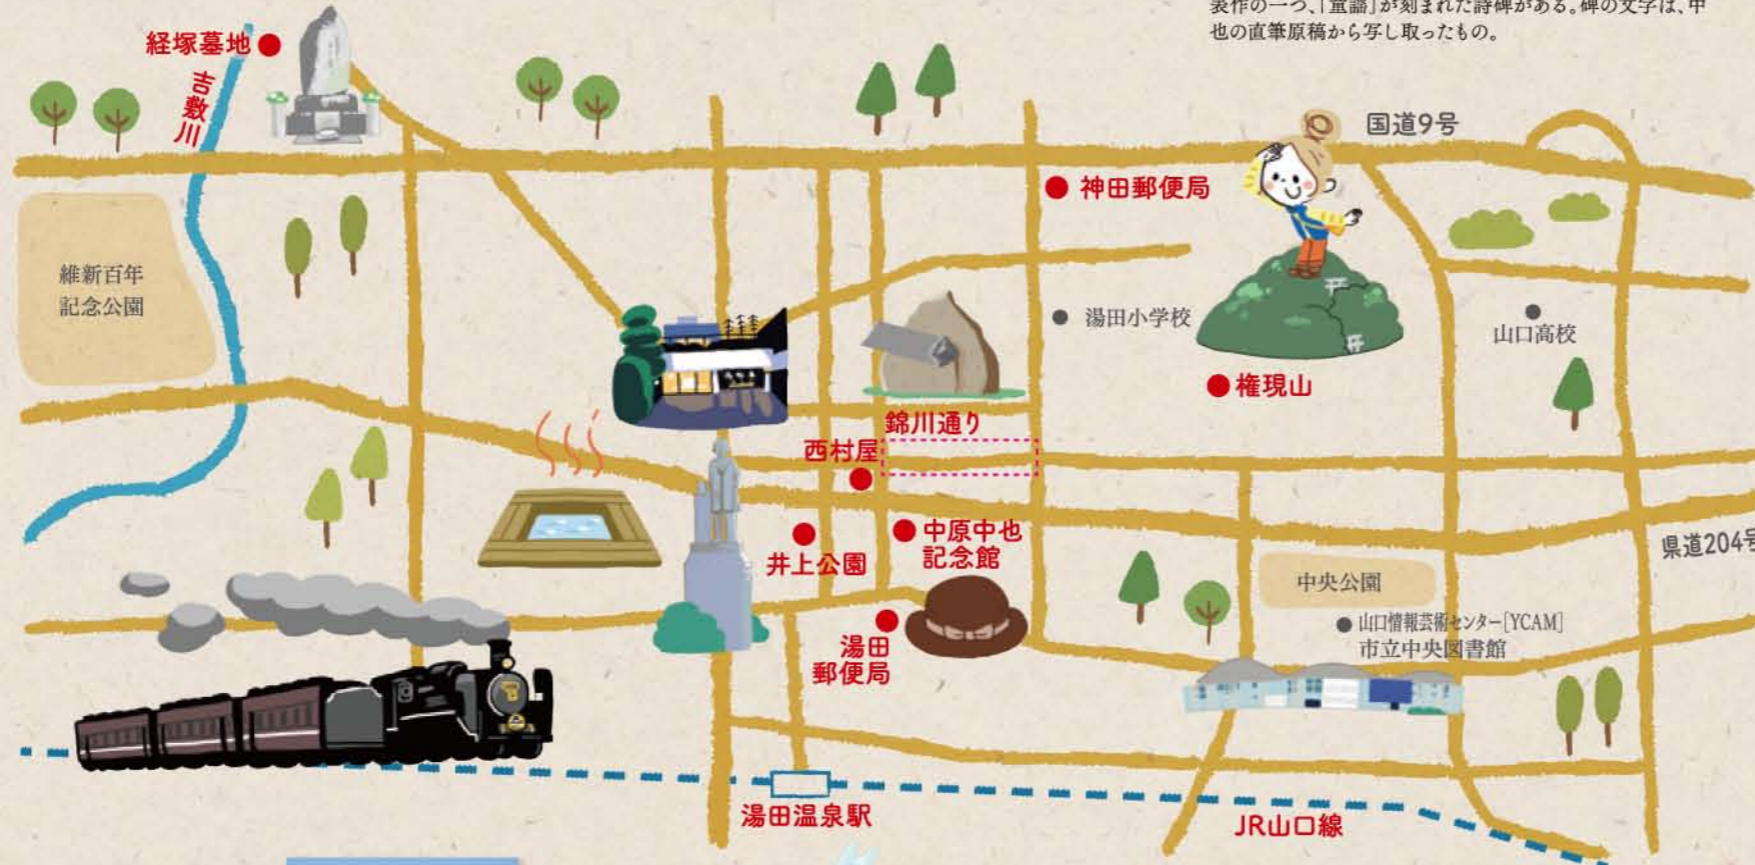 表作の一つ、「童謡」が刻まれた詩碑がある。碑の文字は、中
也の直筆原稿から写し取ったもの。
経塚墓地
吉敷川
国道9号
神田郵便局
維新百年
記念公園
湯田小学校
山口高校
権現山
錦川通り
西村屋
中原中也
記念館
井上公園
県道204号
中央公園
山口情報芸術センター[YCAM]
市立中央図書館
湯田
郵便局
湯田温泉駅
JR山口線